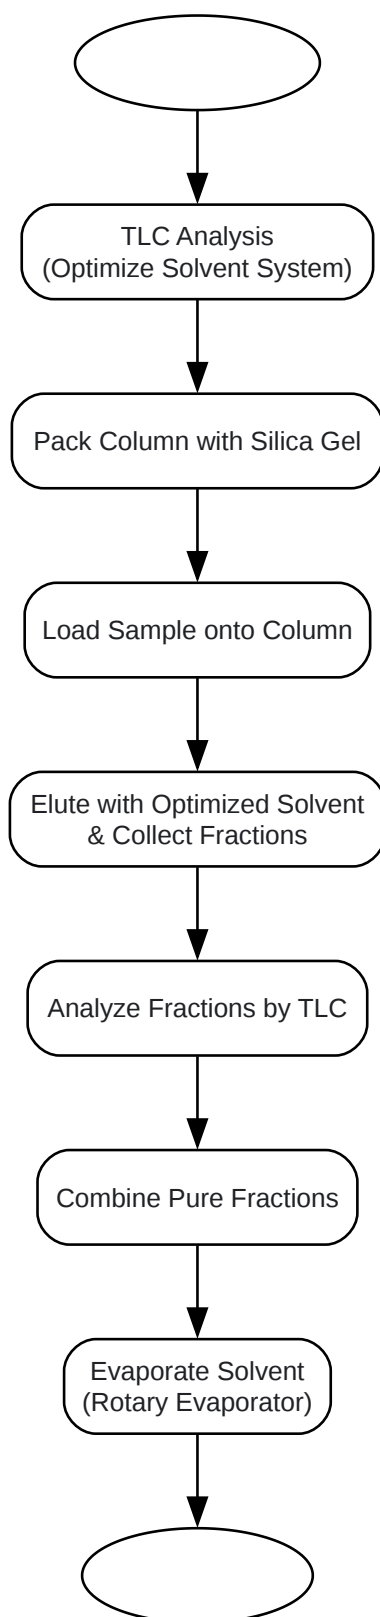 TLC Analysis
(Optimize Solvent System)
Pack Column with Silica Gel
Load Sample onto Column
Elute with Optimized Solvent
& Collect Fractions
Analyze Fractions by TLC
Combine Pure Fractions
Evaporate Solvent
(Rotary Evaporator)